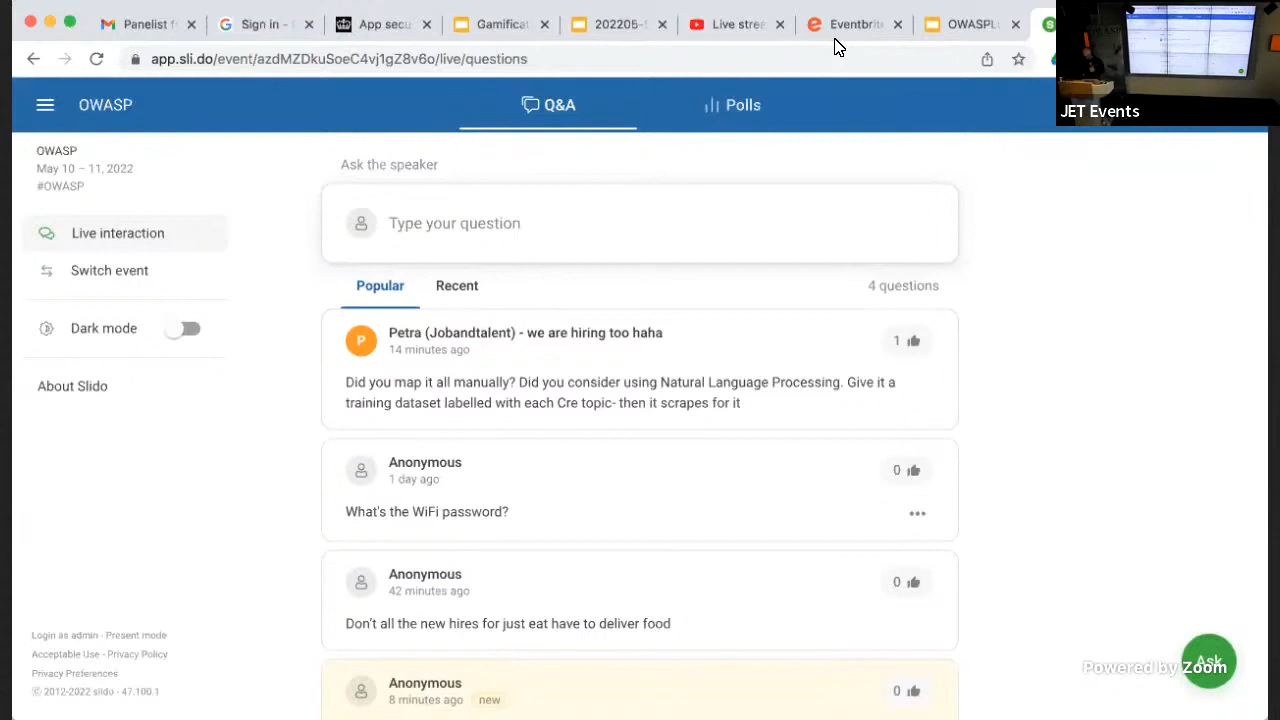 Panelist f
Sign in -
App secu
Gamificat
202205-
Live stre
Eventbrit
OWASPL
app.sli.do/event/azdMZDkuSoeC4vj1gZ8v6o/live/questions
JET Events
OWASP
Q&A
Polls
OWASP
May 10 – 11, 2022
#OWASP
Live interaction
Switch event
Dark mode
About Slido
Login as admin · Present mode
Acceptable Use · Privacy Policy
Privacy Preferences
© 2012-2022 slido · 47.100.1
Ask the speaker
Type your question
Popular
Recent
4 questions
P
Petra (Jobandtalent) - we are hiring too haha
14 minutes ago
1
Did you map it all manually? Did you consider using Natural Language Processing. Give it a
training dataset labelled with each Cre topic- then it scrapes for it
Anonymous
1 day ago
0
What's the WiFi password?
Anonymous
42 minutes ago
0
Don't all the new hires for just eat have to deliver food
Anonymous
8 minutes ago new
0
Ask
Powered by Zoom